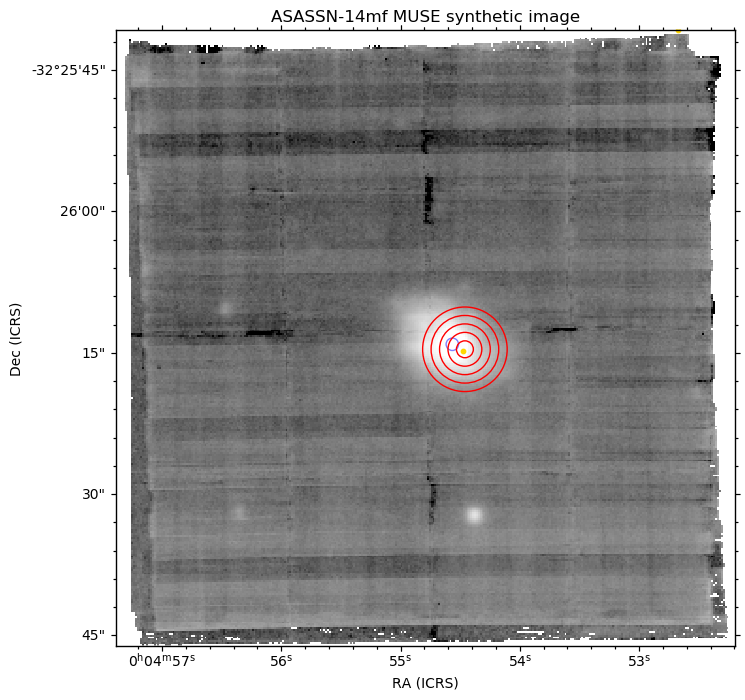 ASASSN-14mf MUSE synthetic image
-32°25'45"
26'00"
15"
30"
45"
0ʰ04ᵐ57ˢ 56ˢ 55ˢ 54ˢ 53ˢ
RA (ICRS)
Dec (ICRS)